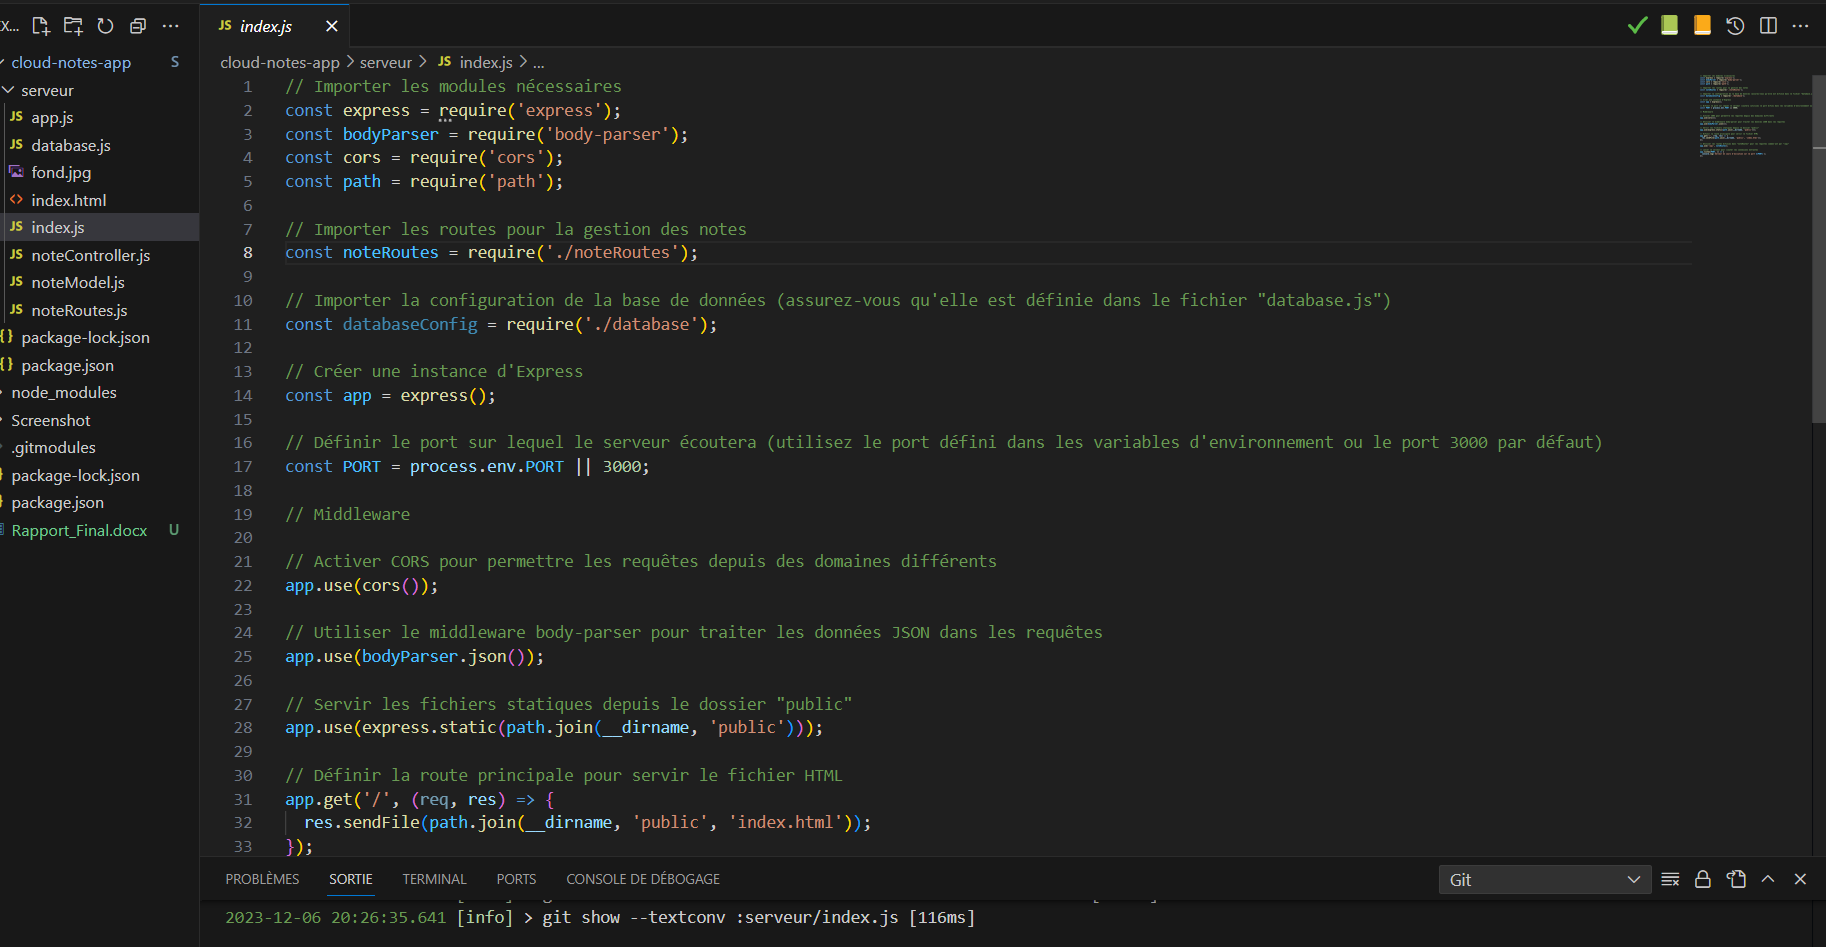 X...
JS index.js
cloud-notes-app S
serveur
JS app.js
JS database.js
fond.jpg
<> index.html
JS index.js
JS noteController.js
JS noteModel.js
JS noteRoutes.js
{} package-lock.json
{} package.json
node_modules
Screenshot
.gitmodules
package-lock.json
package.json
Rapport_Final.docx U
cloud-notes-app > serveur > JS index.js > ...
1 // Importer les modules nécessaires
2 const express = require('express');
3 const bodyParser = require('body-parser');
4 const cors = require('cors');
5 const path = require('path');
6
7 // Importer les routes pour la gestion des notes
8 const noteRoutes = require('./noteRoutes');
9
10 // Importer la configuration de la base de données (assurez-vous qu'elle est définie dans le fichier "database.js")
11 const databaseConfig = require('./database');
12
13 // Créer une instance d'Express
14 const app = express();
15
16 // Définir le port sur lequel le serveur écoutera (utilisez le port défini dans les variables d'environnement ou le port 3000 par défaut)
17 const PORT = process.env.PORT || 3000;
18
19 // Middleware
20
21 // Activer CORS pour permettre les requêtes depuis des domaines différents
22 app.use(cors());
23
24 // Utiliser le middleware body-parser pour traiter les données JSON dans les requêtes
25 app.use(bodyParser.json());
26
27 // Servir les fichiers statiques depuis le dossier "public"
28 app.use(express.static(path.join(__dirname, 'public')));
29
30 // Définir la route principale pour servir le fichier HTML
31 app.get('/', (req, res) => {
32 res.sendFile(path.join(__dirname, 'public', 'index.html'));
33 });
PROBLÈMES SORTIE TERMINAL PORTS CONSOLE DE DÉBOGAGE Git
2023-12-06 20:26:35.641 [info] > git show --textconv :serveur/index.js [116ms]